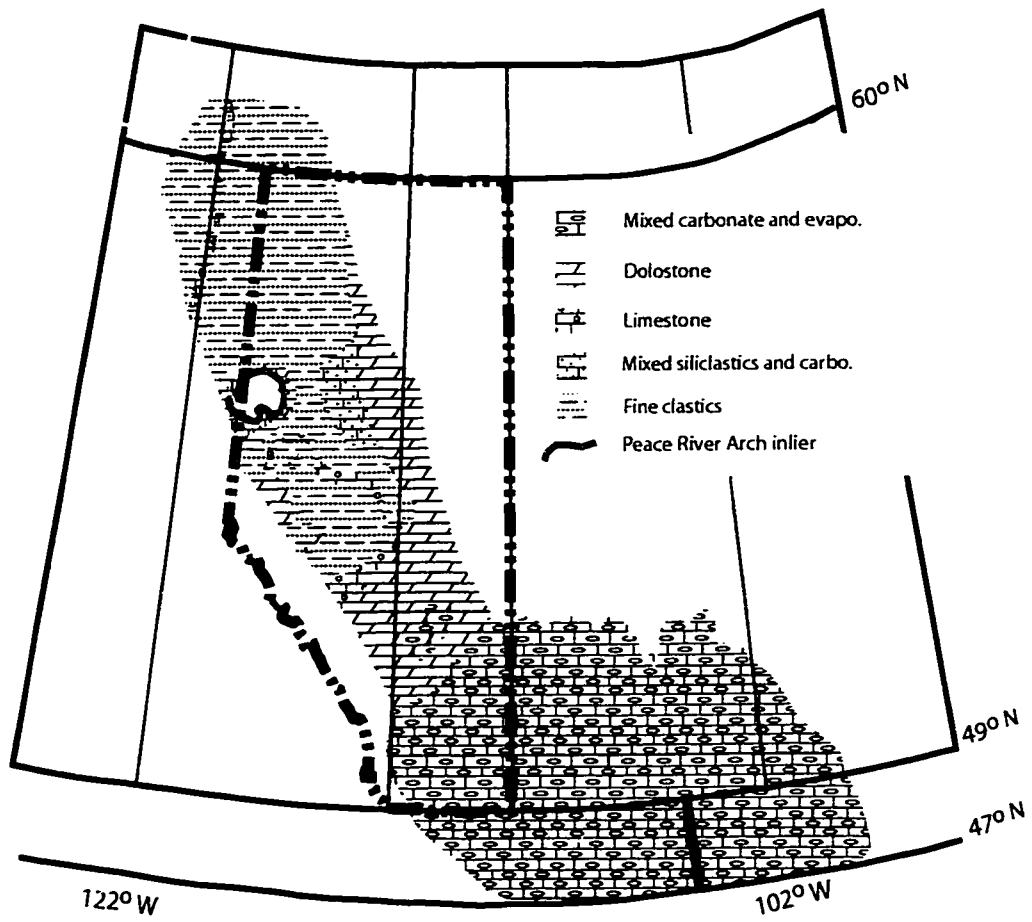 60° N
Mixed carbonate and evapo.
Dolostone
Limestone
Mixed siliclastics and carbo.
Fine clastics
Peace River Arch inlier
49° N
47° N
122° W
102° W